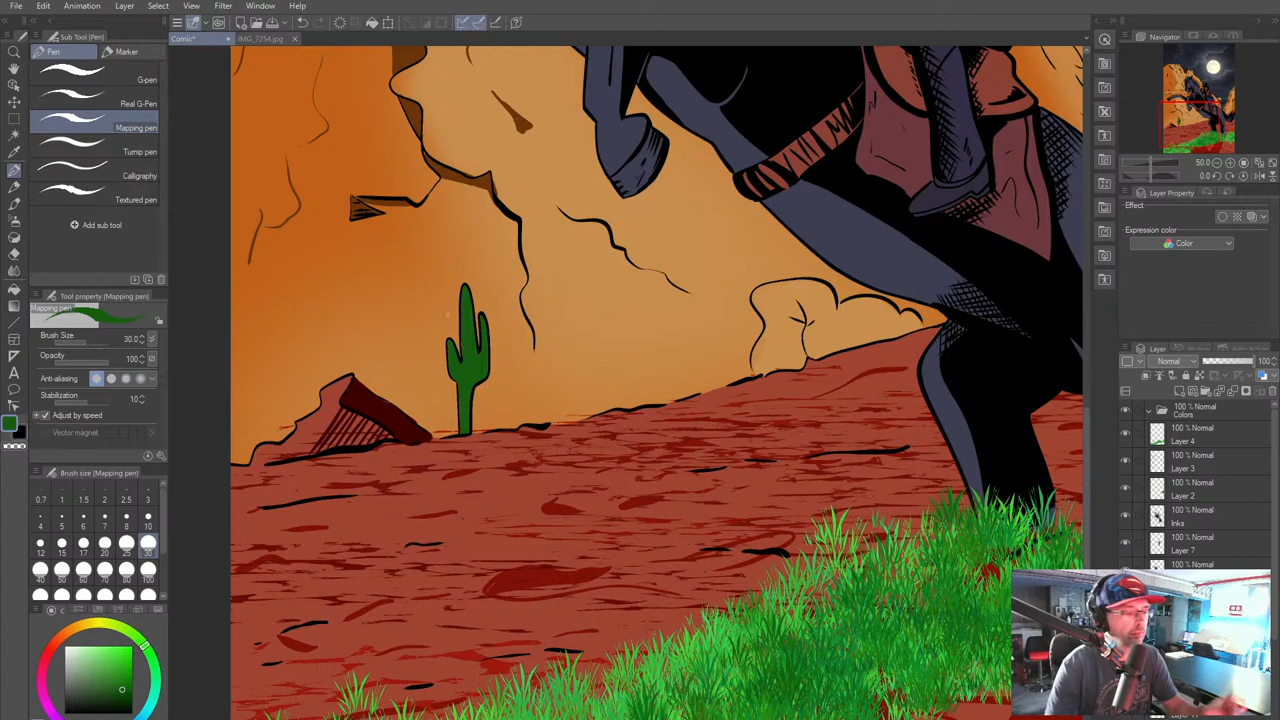 File Edit Animation Layer Select View Filter Window Help
Comic* IMG_7254.jpg
Sub Tool (Pen)
Pen Marker
G-pen
Real G-Pen
Mapping pen
Turnip pen
Calligraphy
Textured pen
Add sub tool
Tool property (Mapping pen)
Mapping pen
Brush Size 30.0
Opacity 100
Anti-aliasing
Stabilization 10
Adjust by speed
Vector magnet
Brush size (Mapping pen)
0.7 1 1.5 2 2.5 3
4 5 6 7 8 10
12 15 17 20 25 30
40 50 60 70 80 100
Navigator
50.0
0.0
Layer Property
Effect
Expression color
Color
Layer
Normal 100
100 % Normal
Colors
100 % Normal
Layer 4
100 % Normal
Layer 3
100 % Normal
Layer 2
100 % Normal
Inks
100 % Normal
Layer 7
100 % Normal